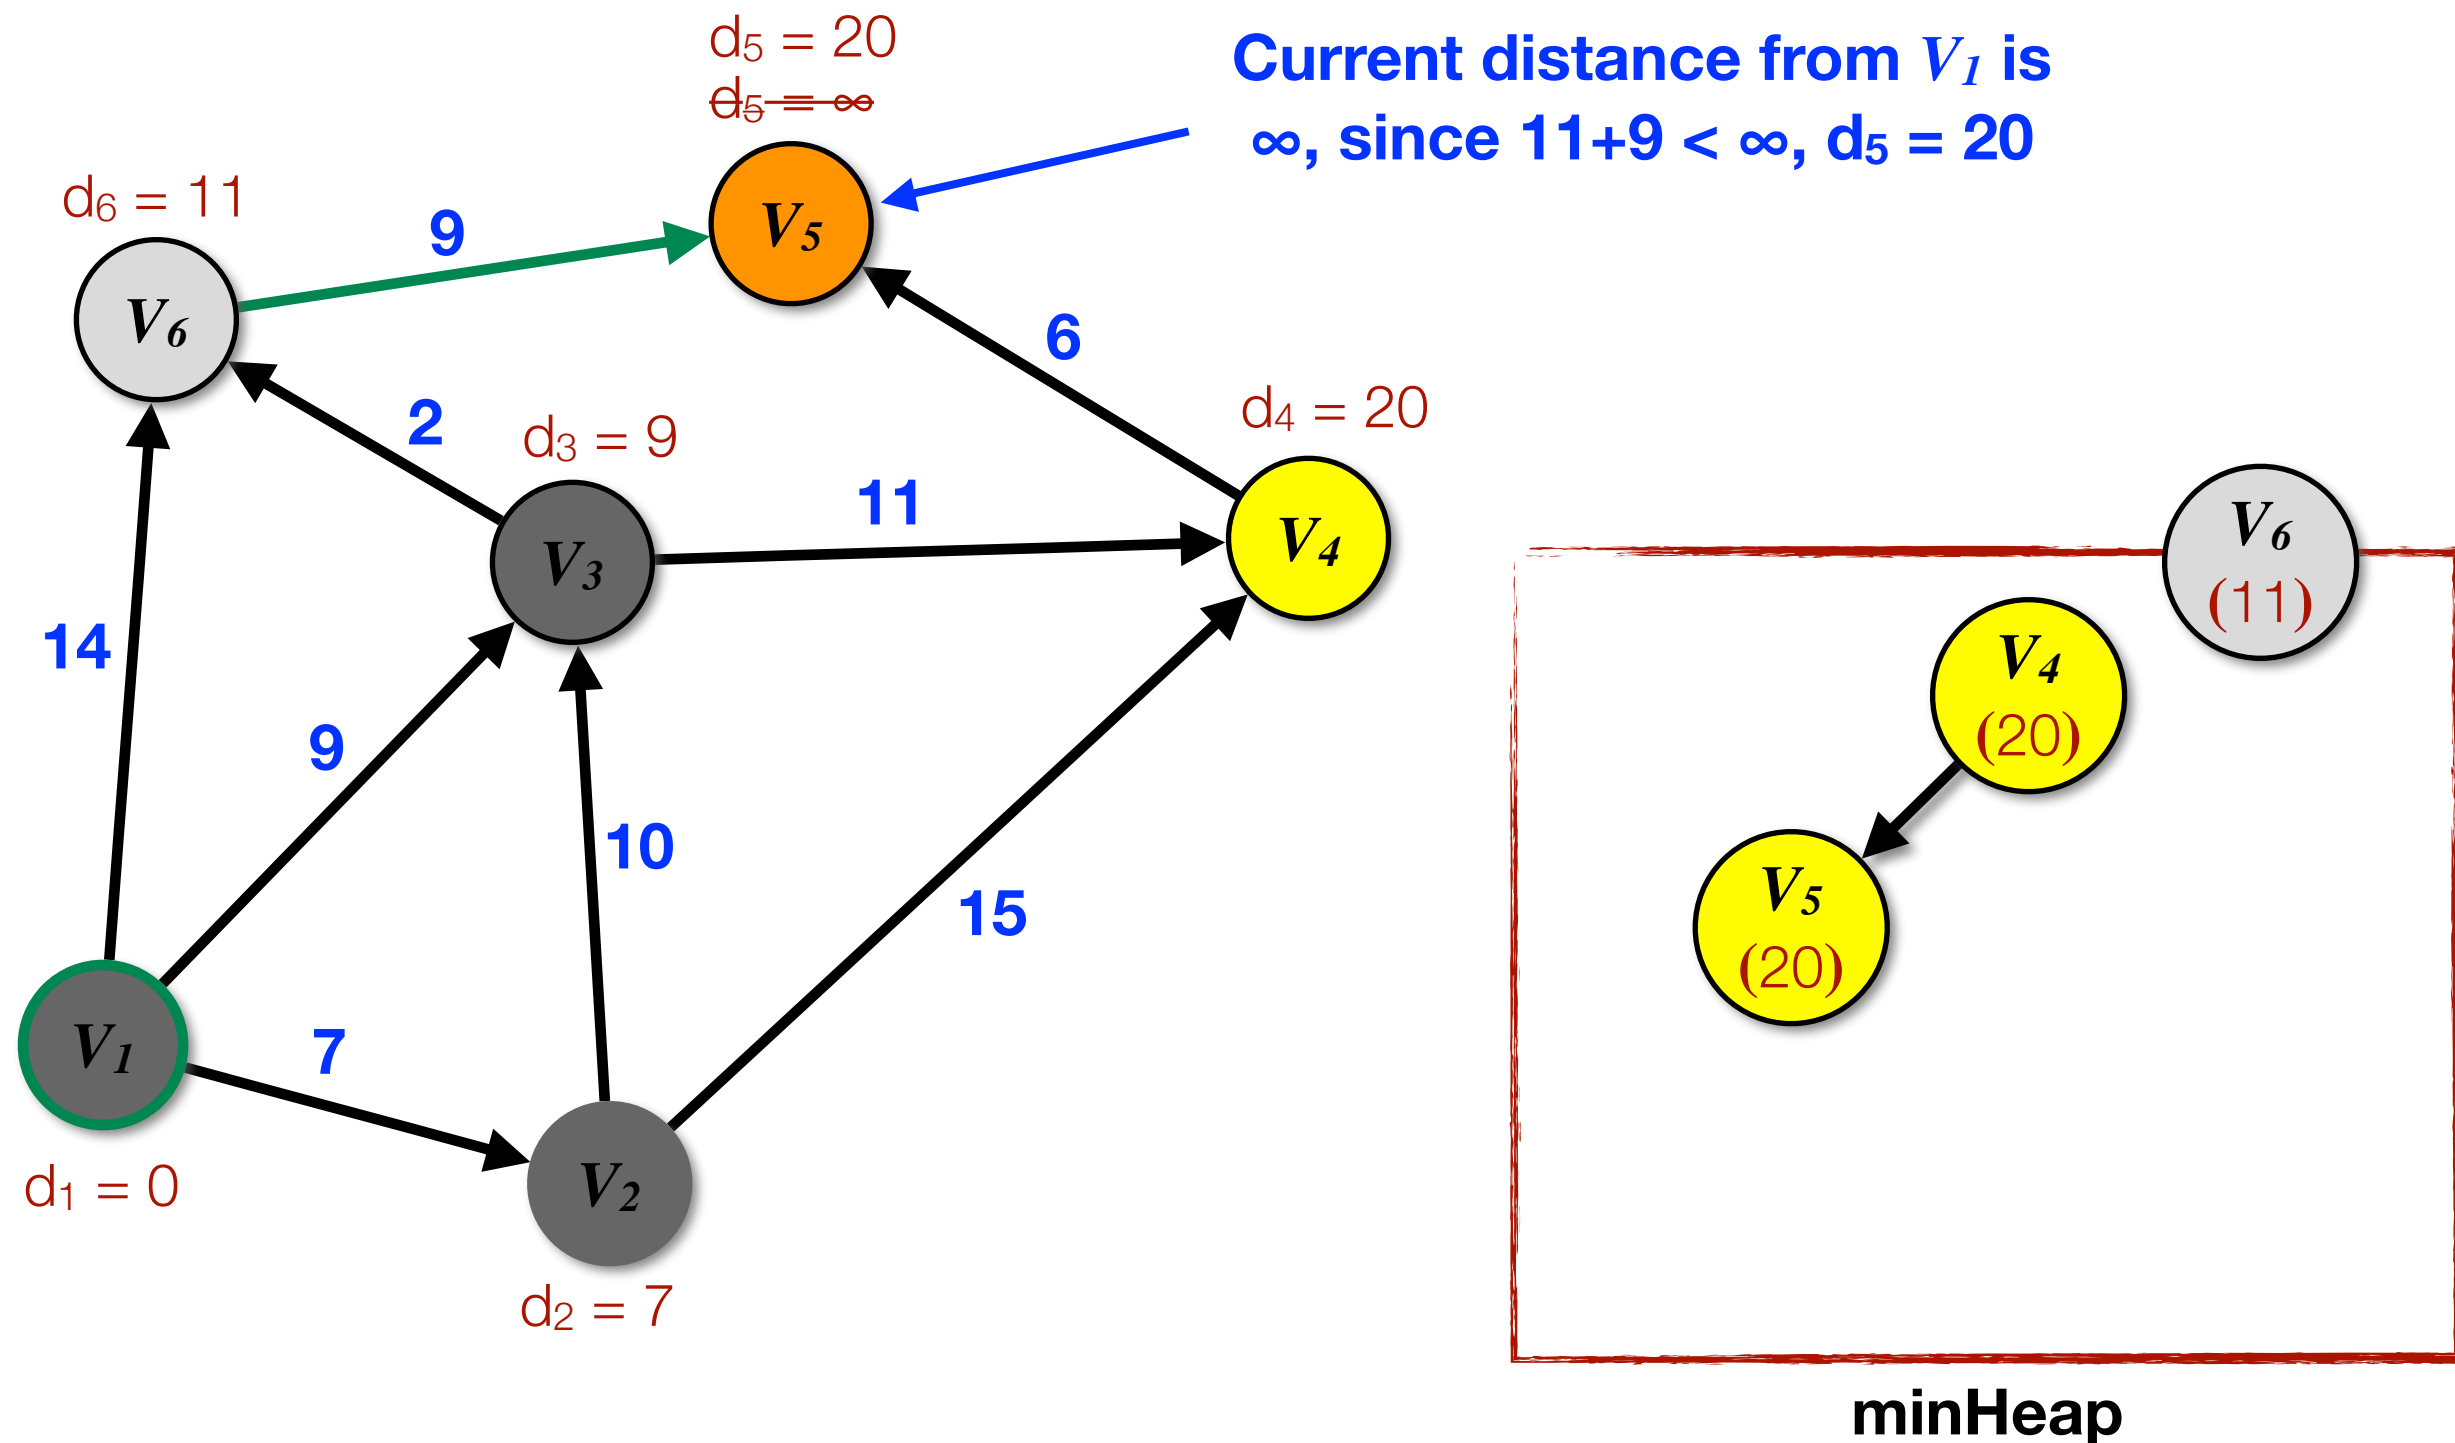 d5 = 20
d5 = ∞
Current distance from V1 is
∞, since 11+9 < ∞, d5 = 20
d6 = 11
9
V5
V6
6
2
d3 = 9
d4 = 20
11
V3
V4
V6
(11)
14
9
V4
(20)
10
15
V5
(20)
V1
7
d1 = 0
V2
d2 = 7
minHeap